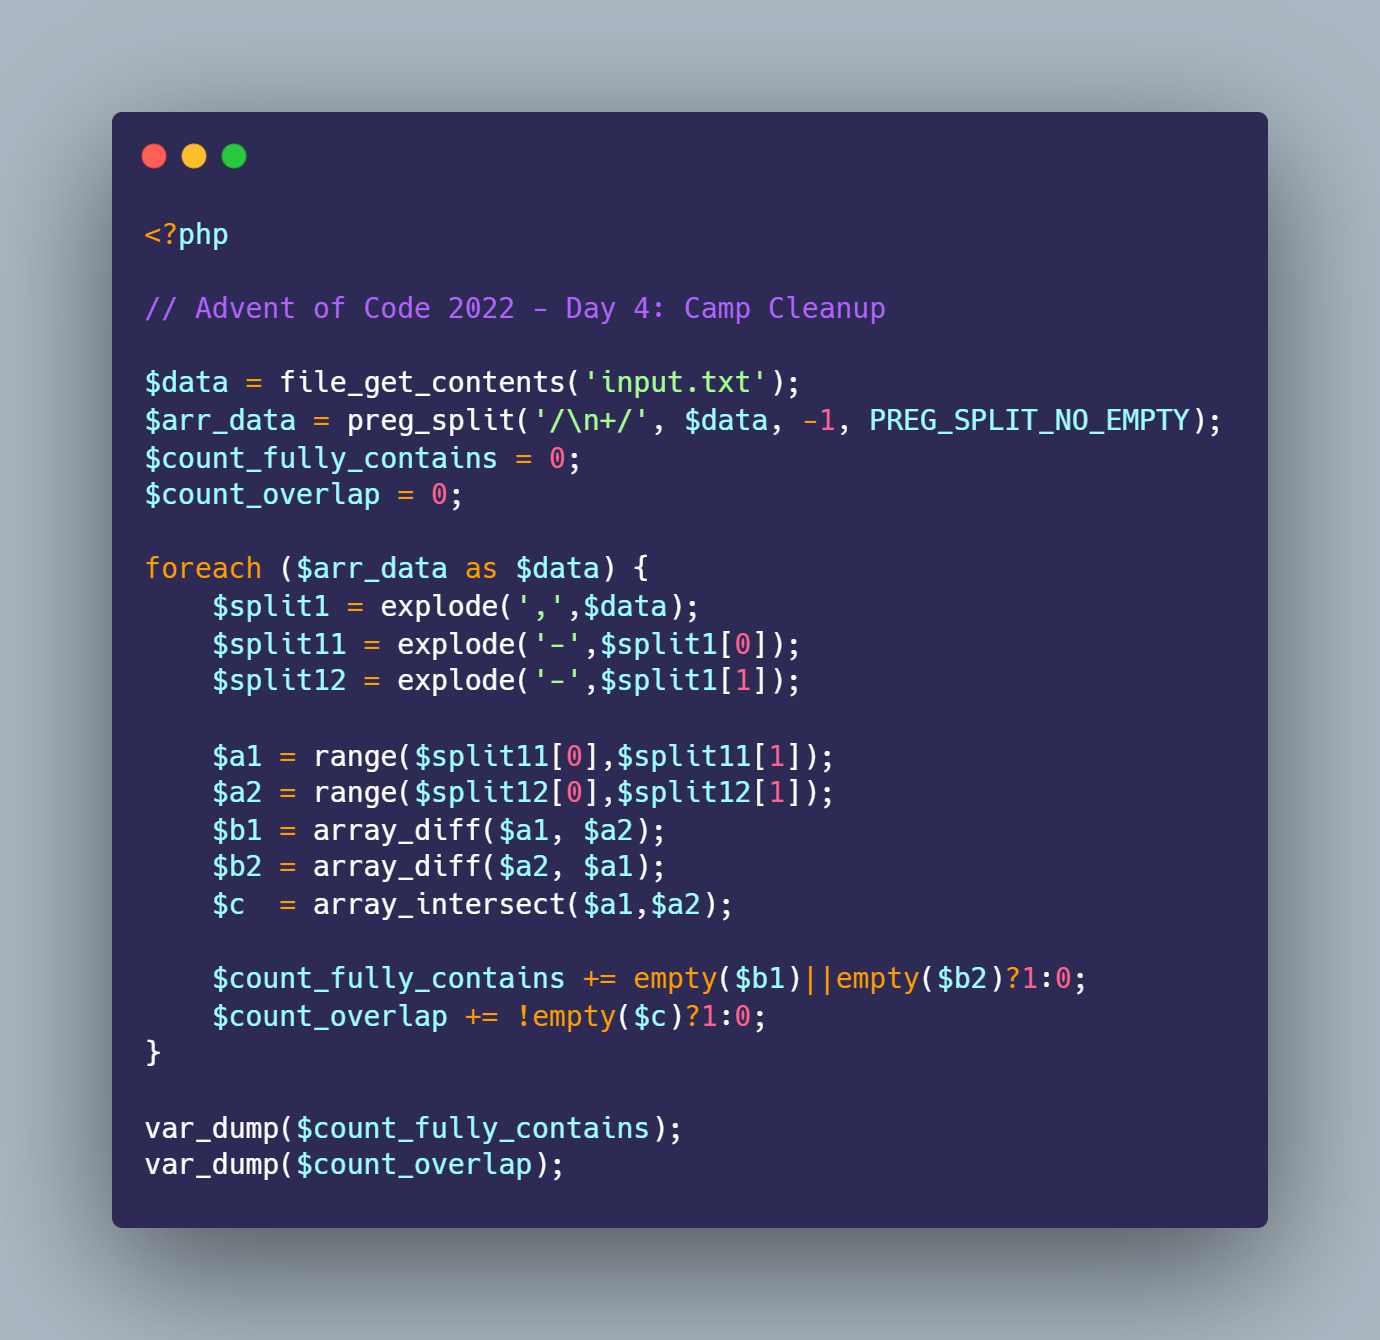 <?php
// Advent of Code 2022 - Day 4: Camp Cleanup
$data = file_get_contents('input.txt');
$arr_data = preg_split('/\n+/', $data, -1, PREG_SPLIT_NO_EMPTY);
$count_fully_contains = 0;
$count_overlap = 0;
foreach ($arr_data as $data) {
    $split1 = explode(',',$data);
    $split11 = explode('-',$split1[0]);
    $split12 = explode('-',$split1[1]);
    $a1 = range($split11[0],$split11[1]);
    $a2 = range($split12[0],$split12[1]);
    $b1 = array_diff($a1, $a2);
    $b2 = array_diff($a2, $a1);
    $c  = array_intersect($a1,$a2);
    $count_fully_contains += empty($b1)||empty($b2)?1:0;
    $count_overlap += !empty($c)?1:0;
}
var_dump($count_fully_contains);
var_dump($count_overlap);